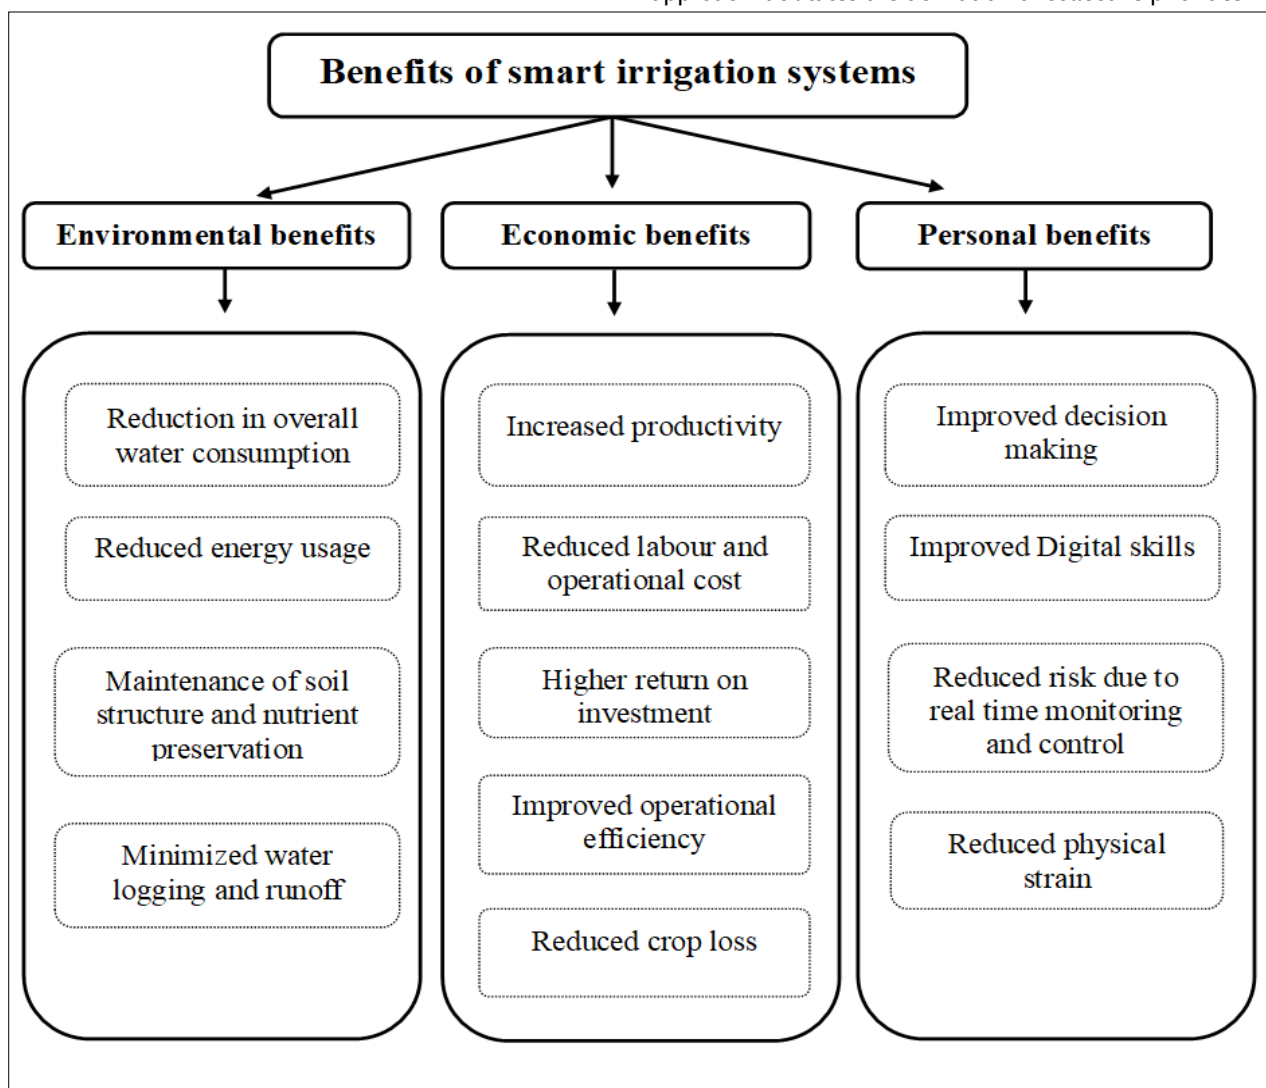 Benefits of smart irrigation systems
Environmental benefits
Economic benefits
Personal benefits
Reduction in overall
water consumption
Reduced energy usage
Maintenance of soil
structure and nutrient
preservation
Minimized water
logging and runoff
Increased productivity
Reduced labour and
operational cost
Higher return on
investment
Improved operational
efficiency
Reduced crop loss
Improved decision
making
Improved Digital skills
Reduced risk due to
real time monitoring
and control
Reduced physical
strain